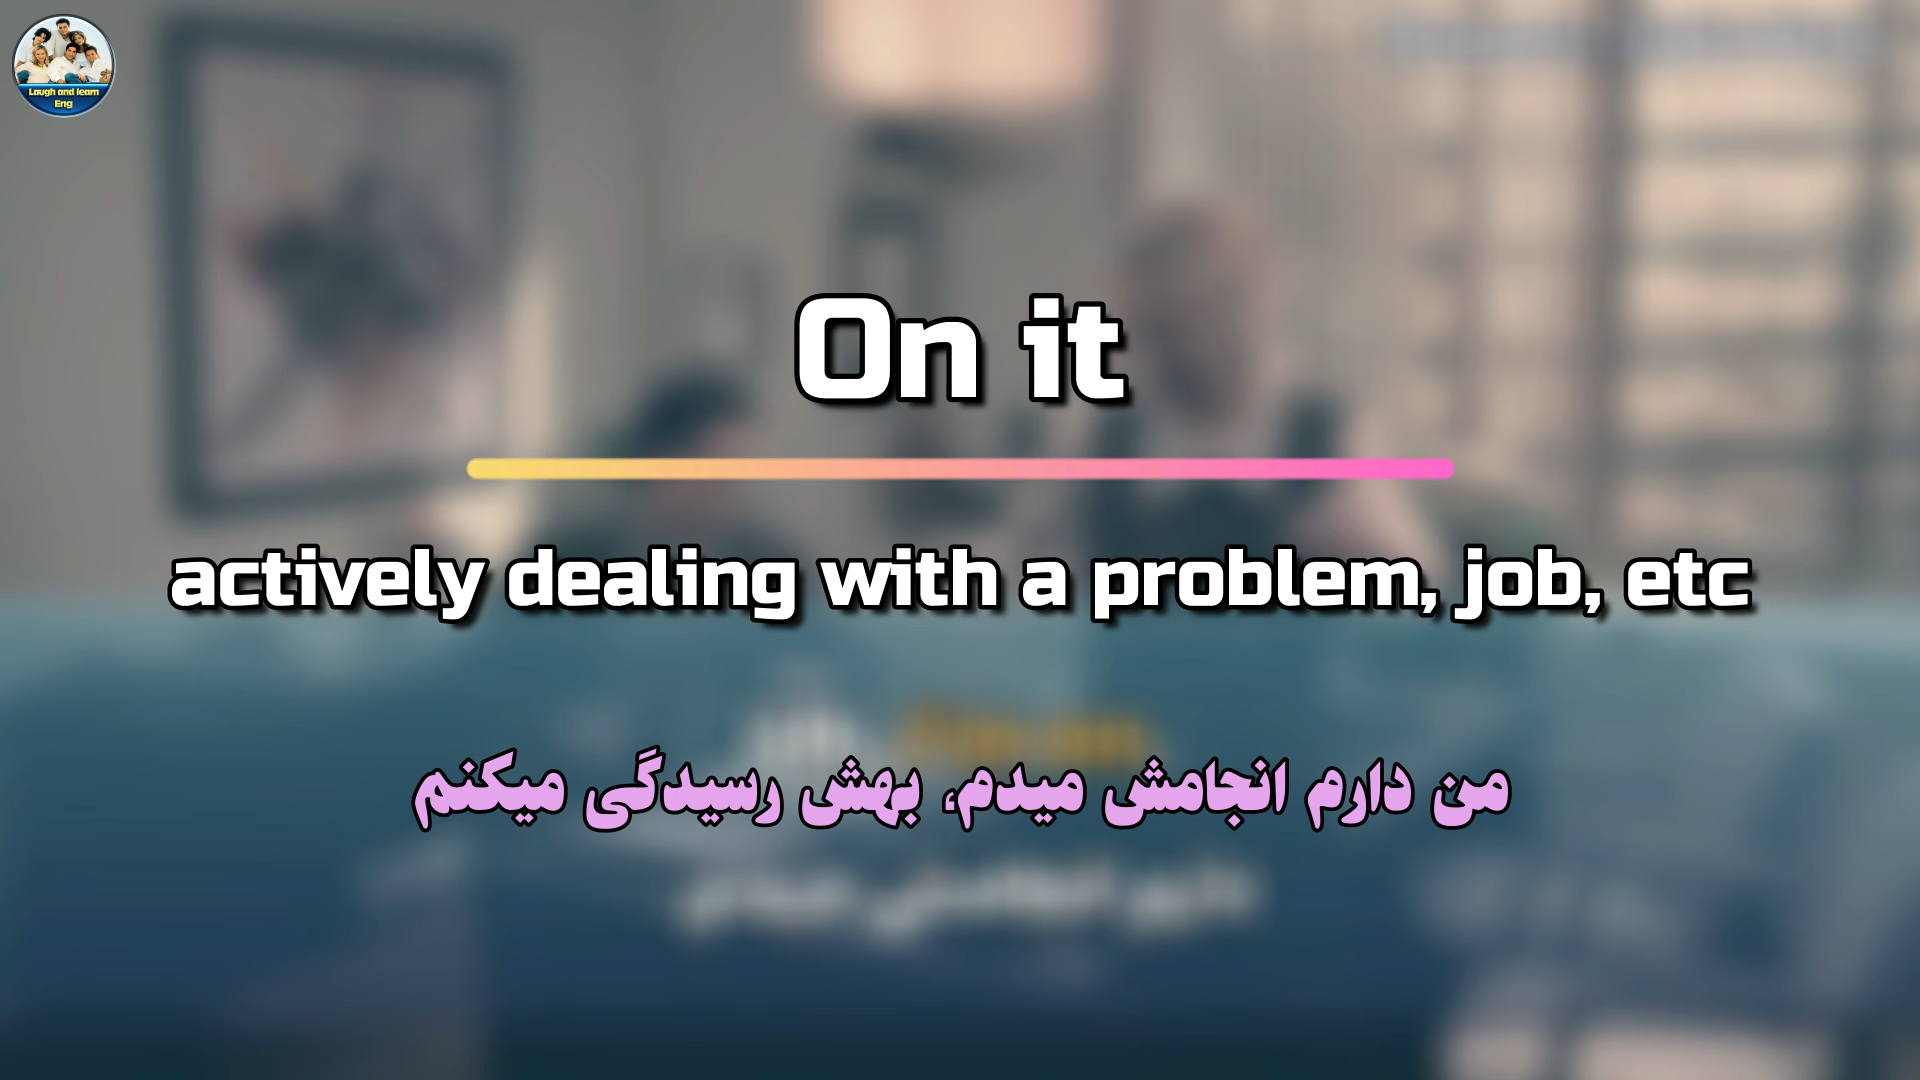 Laugh and learn
Eng
On it
actively dealing with a problem, job, etc
من دارم انجامش میدم، بهش رسیدگی میکنم